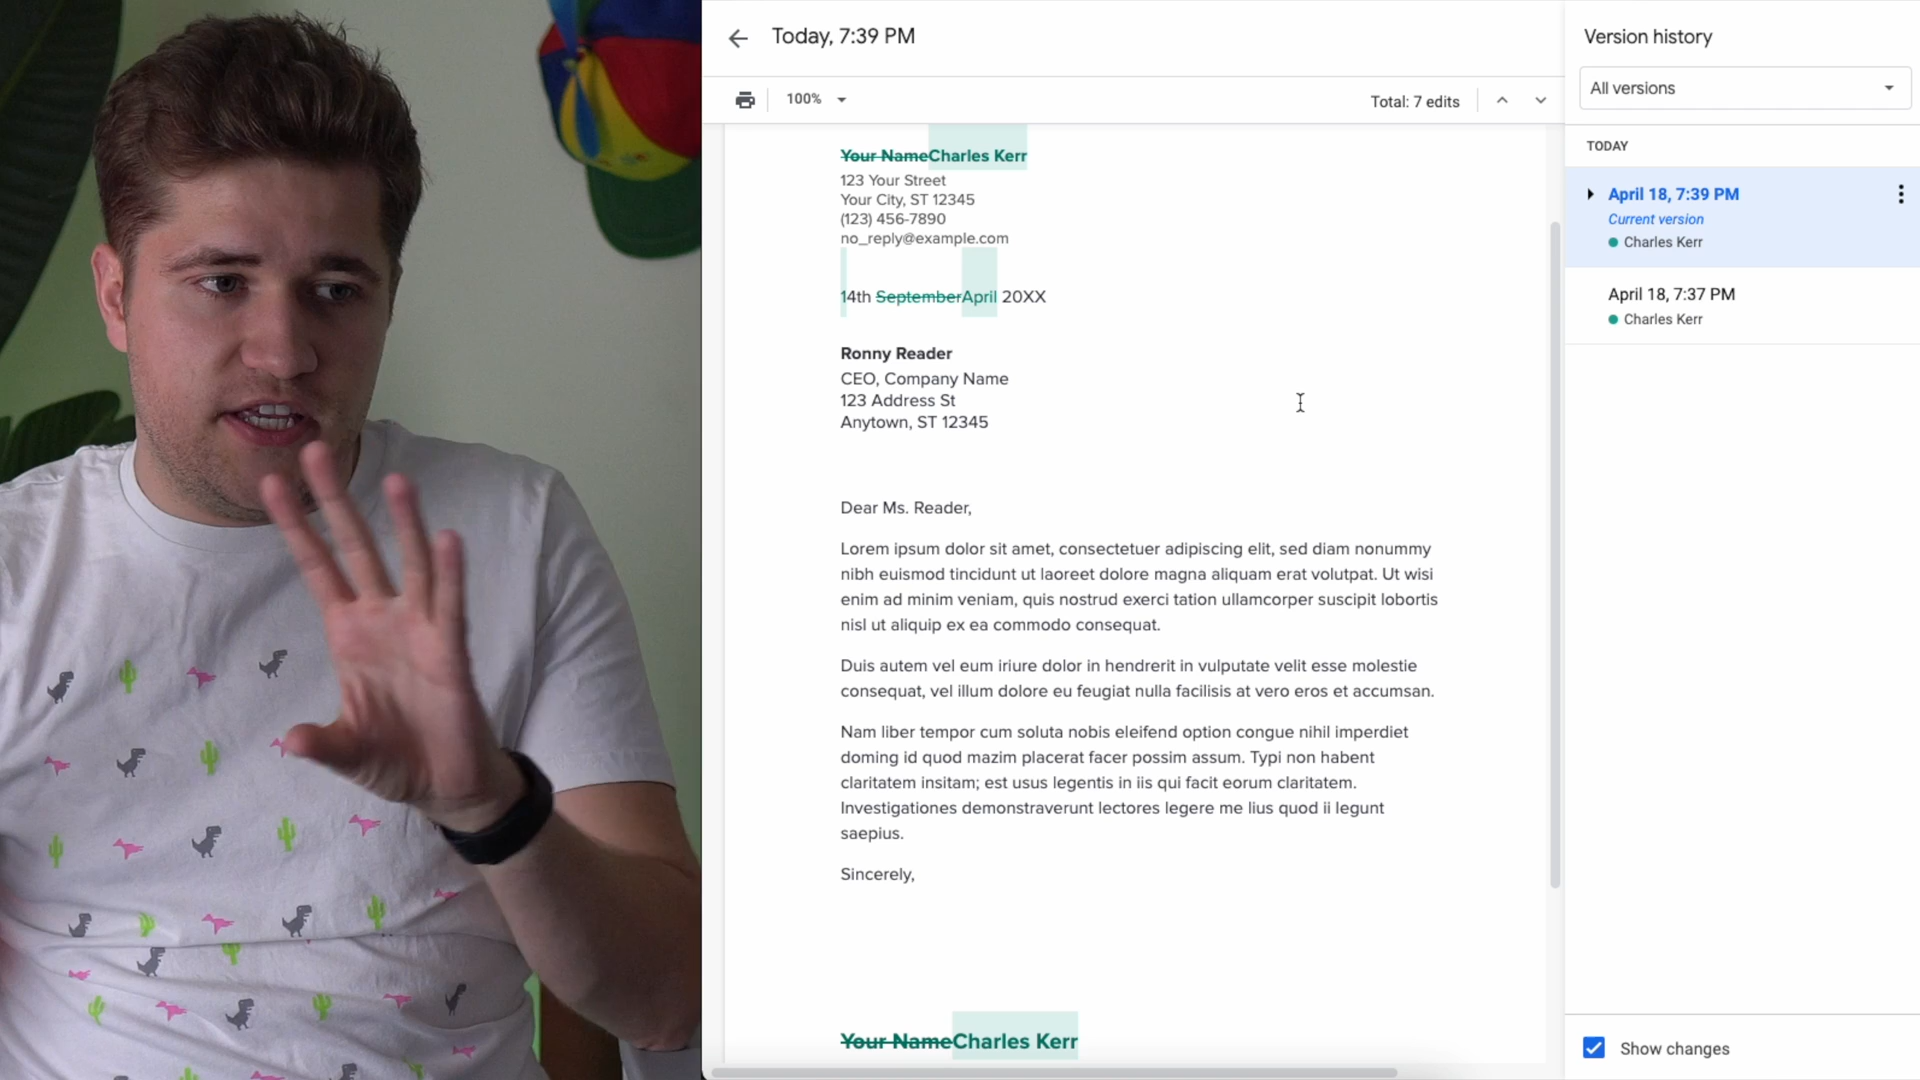 Today, 7:39 PM
100%
Total: 7 edits
Your NameCharles Kerr
123 Your Street
Your City, ST 12345
(123) 456-7890
no_reply@example.com
14th SeptemberApril 20XX
Ronny Reader
CEO, Company Name
123 Address St
Anytown, ST 12345
Dear Ms. Reader,
Lorem ipsum dolor sit amet, consectetuer adipiscing elit, sed diam nonummy
nibh euismod tincidunt ut laoreet dolore magna aliquam erat volutpat. Ut wisi
enim ad minim veniam, quis nostrud exerci tation ullamcorper suscipit lobortis
nisl ut aliquip ex ea commodo consequat.
Duis autem vel eum iriure dolor in hendrerit in vulputate velit esse molestie
consequat, vel illum dolore eu feugiat nulla facilisis at vero eros et accumsan.
Nam liber tempor cum soluta nobis eleifend option congue nihil imperdiet
doming id quod mazim placerat facer possim assum. Typi non habent
claritatem insitam; est usus legentis in iis qui facit eorum claritatem.
Investigationes demonstraverunt lectores legere me lius quod ii legunt
saepius.
Sincerely,
Your NameCharles Kerr
Version history
All versions
TODAY
April 18, 7:39 PM
Current version
Charles Kerr
April 18, 7:37 PM
Charles Kerr
Show changes